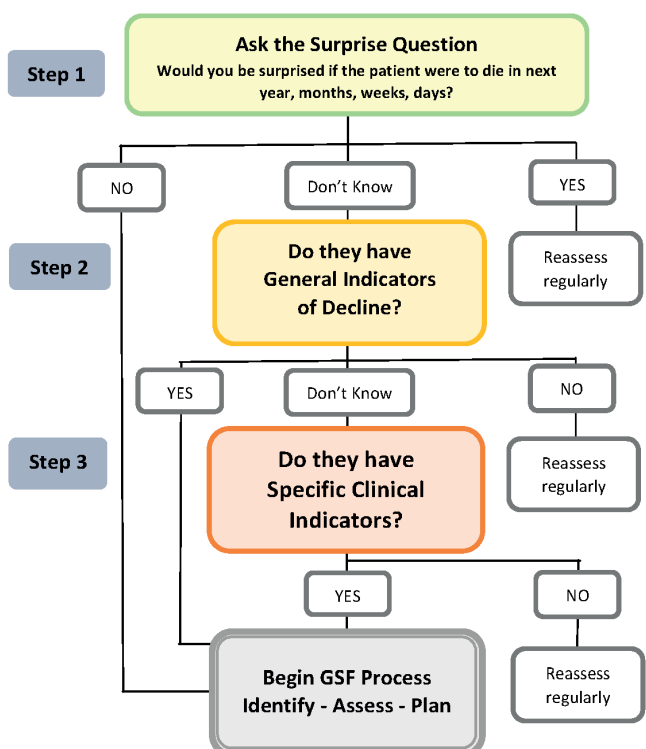 Step 1
Ask the Surprise Question
Would you be surprised if the patient were to die in next
year, months, weeks, days?
NO
Don't Know
YES
Step 2
Do they have
General Indicators
of Decline?
Reassess
regularly
YES
Don't Know
NO
Step 3
Do they have
Specific Clinical
Indicators?
Reassess
regularly
YES
NO
Begin GSF Process
Identify - Assess - Plan
Reassess
regularly